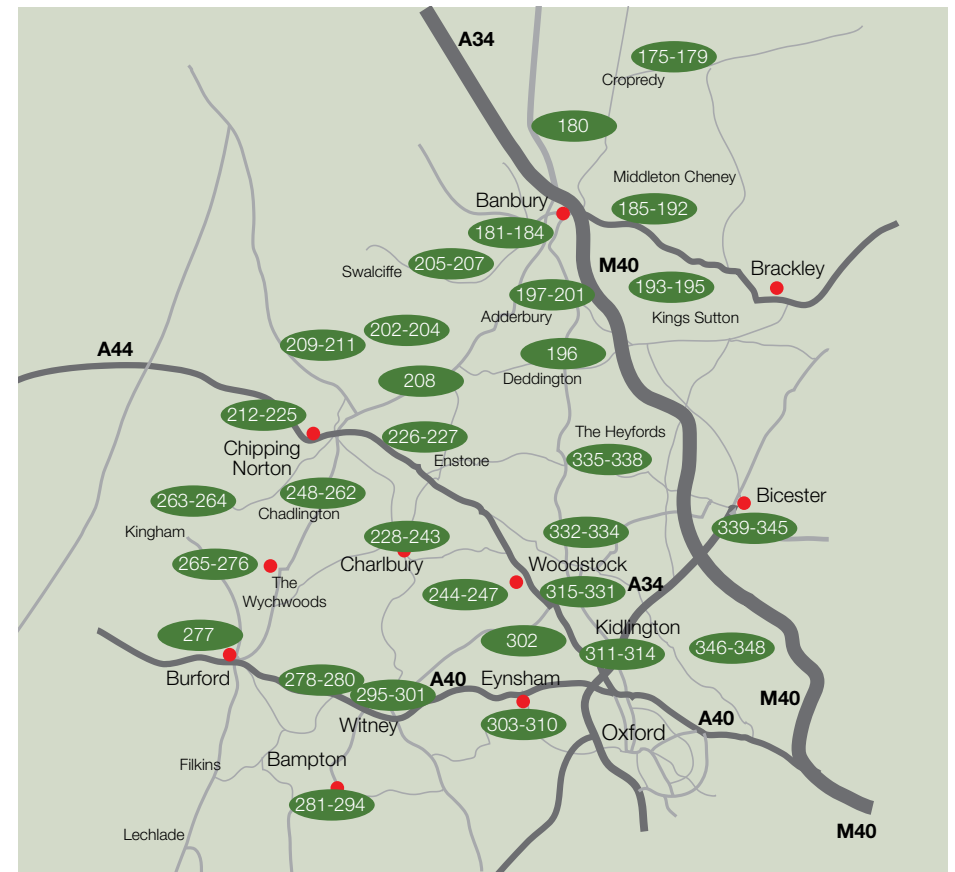 A34
175-179
Cropredy
180
Middleton Cheney
Banbury
185-192
181-184
Swalciffe
205-207
M40
Brackley
197-201
193-195
Adderbury
Kings Sutton
202-204
209-211
A44
196
Deddington
208
212-225
Chipping
Norton
226-227
Enstone
The Heyfords
335-338
263-264
248-262
Chadlington
Bicester
Kingham
228-243
332-334
339-345
265-276
Charlbury
Woodstock
The
Wychwoods
244-247
315-331
A34
277
302
Kidlington
311-314
346-348
Burford
278-280
A40
Eynsham
295-301
M40
Witney
303-310
A40
Oxford
Filkins
Bampton
281-294
Lechlade
M40